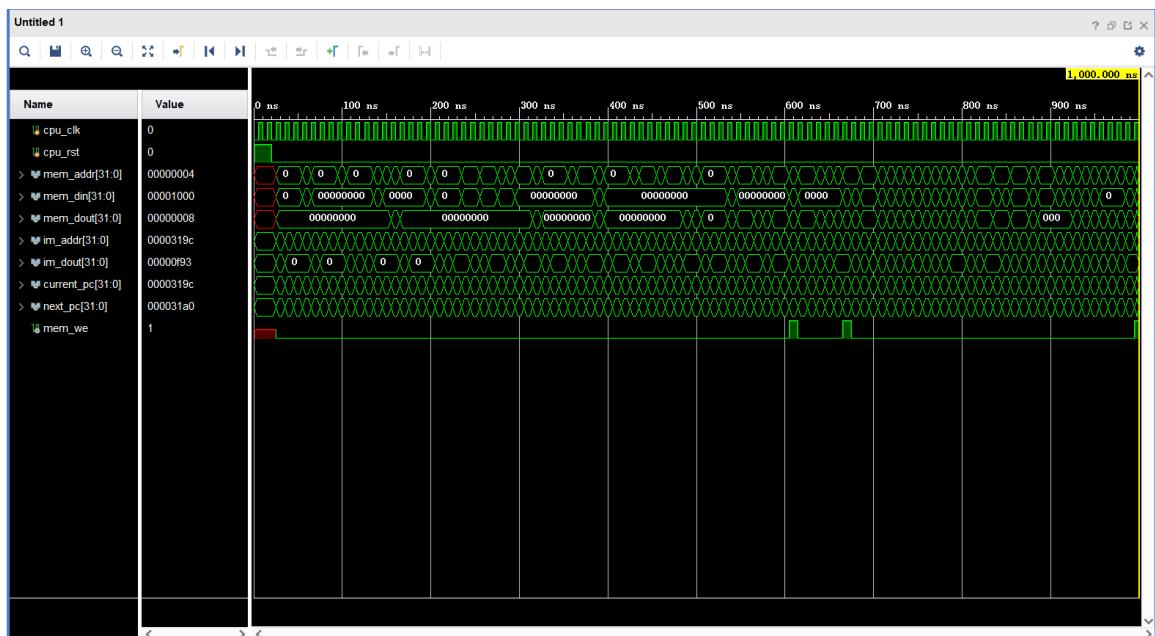 Untitled 1
?
1,000.000 ns
Name Value
0 ns 100 ns 200 ns 300 ns 400 ns 500 ns 600 ns 700 ns 800 ns 900 ns
cpu_clk 0
cpu_rst 0
mem_addr[31:0] 00000004 0 0 0 0 0 0 0 0
mem_din[31:0] 00001000 0 00000000 0000 0 00000000 00000000 00000000 0000 0
mem_dout[31:0] 00000008 00000000 00000000 00000000 00000000 0 000
im_addr[31:0] 0000319c
im_dout[31:0] 00000f93 0 0 0 0
current_pc[31:0] 0000319c
next_pc[31:0] 000031a0
mem_we 1